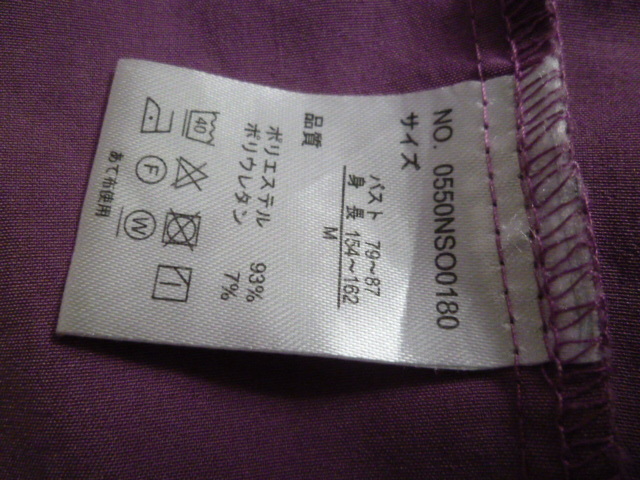 NO. 0550NSO0180
サイズ
バスト 79～87
身長 154～162
M
品質
ポリエステル 93%
ポリウレタン 7%
40
F W
あて布使用